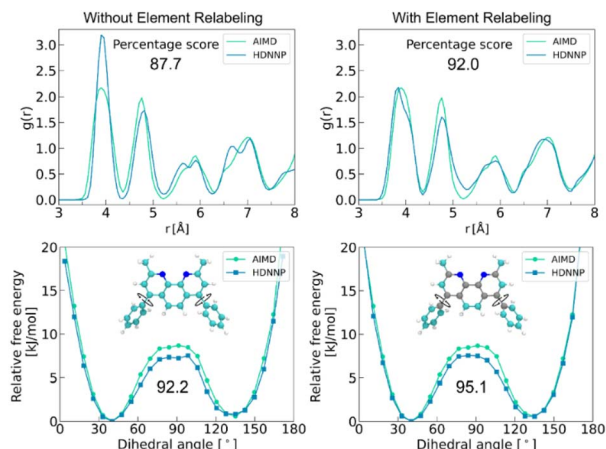 Without Element Relabeling
With Element Relabeling
Percentage score
87.7
AIMD
HDNNP
g(r)
3.0
2.5
2.0
1.5
1.0
0.5
0.0
3 4 5 6 7 8
r[Å]
Percentage score
92.0
AIMD
HDNNP
g(r)
3.0
2.5
2.0
1.5
1.0
0.5
0.0
3 4 5 6 7 8
r[Å]
Relative free energy
[kJ/mol]
20
15
10
5
0
AIMD
HDNNP
92.2
0 30 60 90 120 150 180
Dihedral angle [°]
Relative free energy
[kJ/mol]
20
15
10
5
0
AIMD
HDNNP
95.1
0 30 60 90 120 150 180
Dihedral angle [°]